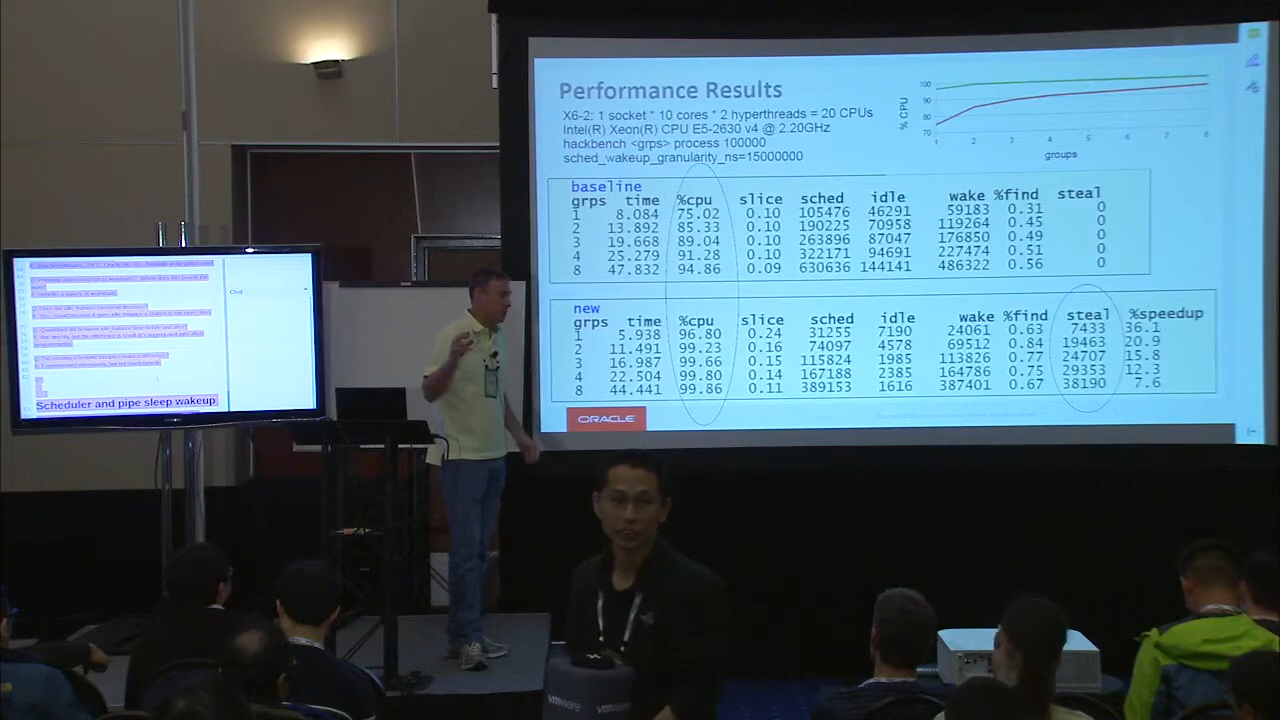 Performance Results
X6-2: 1 socket * 10 cores * 2 hyperthreads = 20 CPUs
Intel(R) Xeon(R) CPU E5-2630 v4 @ 2.20GHz
hackbench <grps> process 100000
sched_wakeup_granularity_ns=15000000
% CPU
100
90
80
70
1 2 3 4 5 6 7 8
groups
baseline
grps time %cpu slice sched idle wake %find steal
1 8.084 75.02 0.10 105476 46291 59183 0.31 0
2 13.892 85.33 0.10 190225 70958 119264 0.45 0
3 19.668 89.04 0.10 263896 87047 176850 0.49 0
4 25.279 91.28 0.10 322171 94691 227474 0.51 0
8 47.832 94.86 0.09 630636 144141 486322 0.56 0
new
grps time %cpu slice sched idle wake %find steal %speedup
1 5.938 96.80 0.24 31255 7190 24061 0.63 7433 36.1
2 11.491 99.23 0.16 74097 4578 69512 0.84 19463 20.9
3 16.987 99.66 0.15 115824 1985 113826 0.77 24707 15.8
4 22.504 99.80 0.14 167188 2385 164786 0.75 29353 12.3
8 44.441 99.86 0.11 389153 1616 387401 0.67 38190 7.6
ORACLE
Chat
Scheduler and pipe sleep wakeup
vmware
vmware